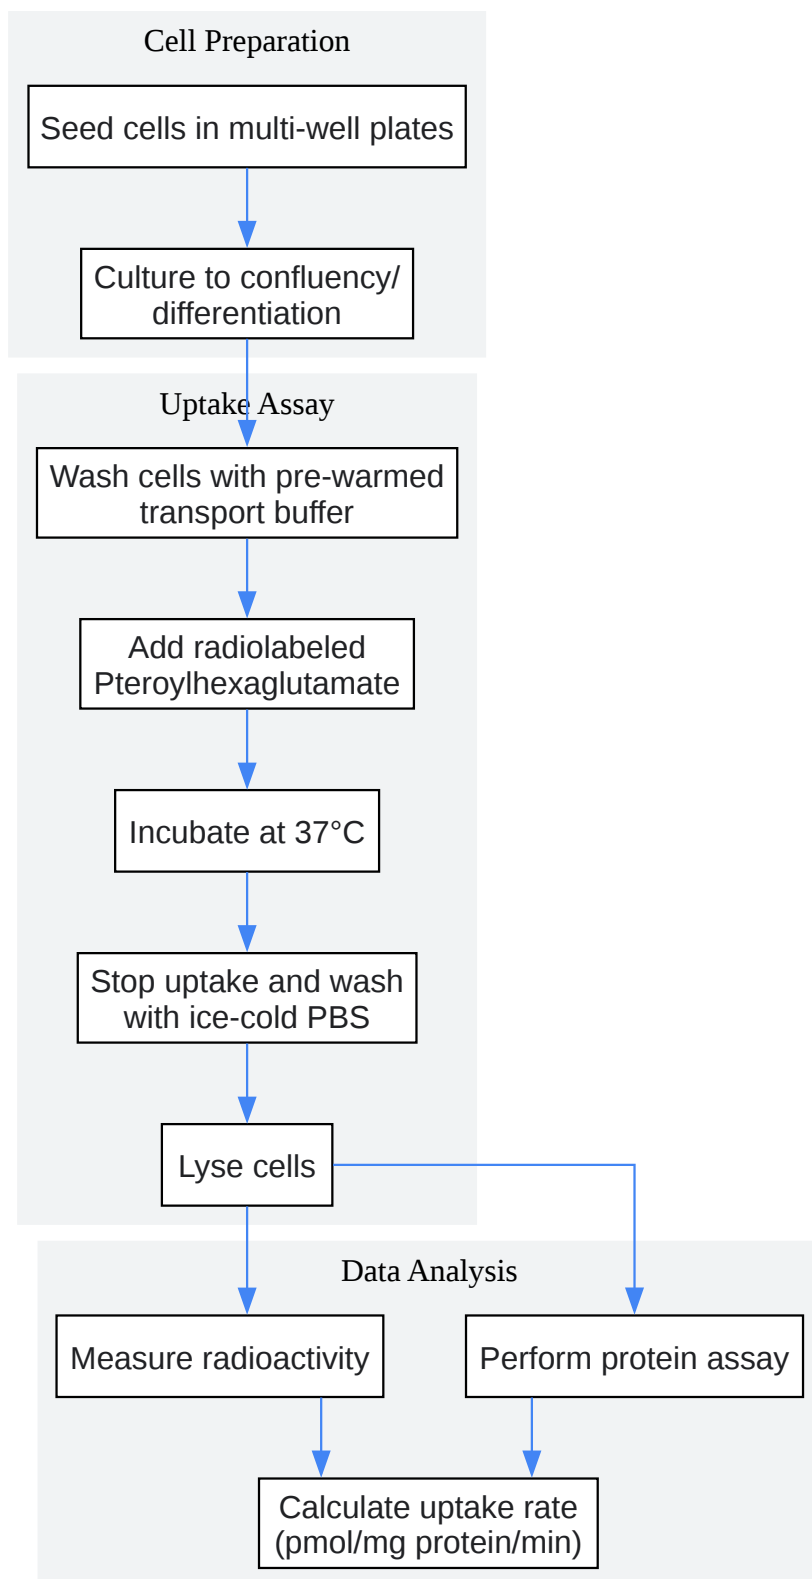 Cell Preparation
Seed cells in multi-well plates
Culture to confluency/
differentiation
Uptake Assay
Wash cells with pre-warmed
transport buffer
Add radiolabeled
Pteroylhexaglutamate
Incubate at 37°C
Stop uptake and wash
with ice-cold PBS
Lyse cells
Data Analysis
Measure radioactivity
Perform protein assay
Calculate uptake rate
(pmol/mg protein/min)